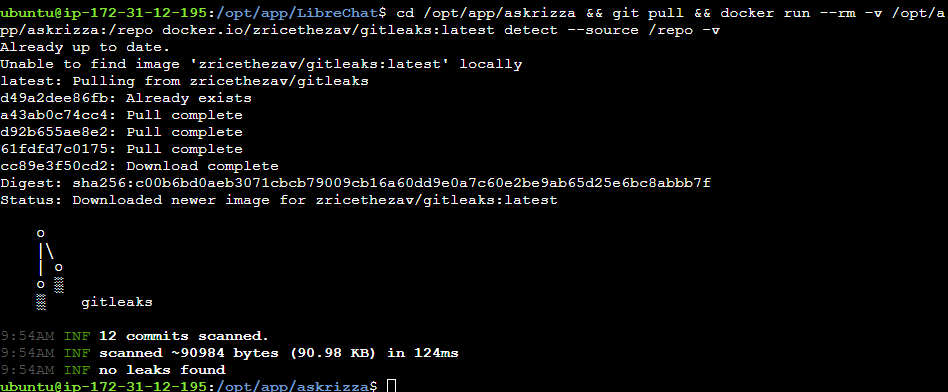 ubuntu@ip-172-31-12-195:/opt/app/LibreChat$ cd /opt/app/askrizza && git pull && docker run --rm -v /opt/a
pp/askrizza:/repo docker.io/zricethezav/gitleaks:latest detect --source /repo -v
Already up to date.
Unable to find image 'zricethezav/gitleaks:latest' locally
latest: Pulling from zricethezav/gitleaks
d49a2dee86fb: Already exists
a43ab0c74cc4: Pull complete
d92b655ae8e2: Pull complete
61fdfd7c0175: Pull complete
cc89e3f50cd2: Download complete
Digest: sha256:c00b6bd0aeb3071cbcb79009cb16a60dd9e0a7c60e2be9ab65d25e6bc8abbb7f
Status: Downloaded newer image for zricethezav/gitleaks:latest
    ○
    │╲
    │ ○
    ○ ░
    ░    gitleaks
9:54AM INF 12 commits scanned.
9:54AM INF scanned ~90984 bytes (90.98 KB) in 124ms
9:54AM INF no leaks found
ubuntu@ip-172-31-12-195:/opt/app/askrizza$